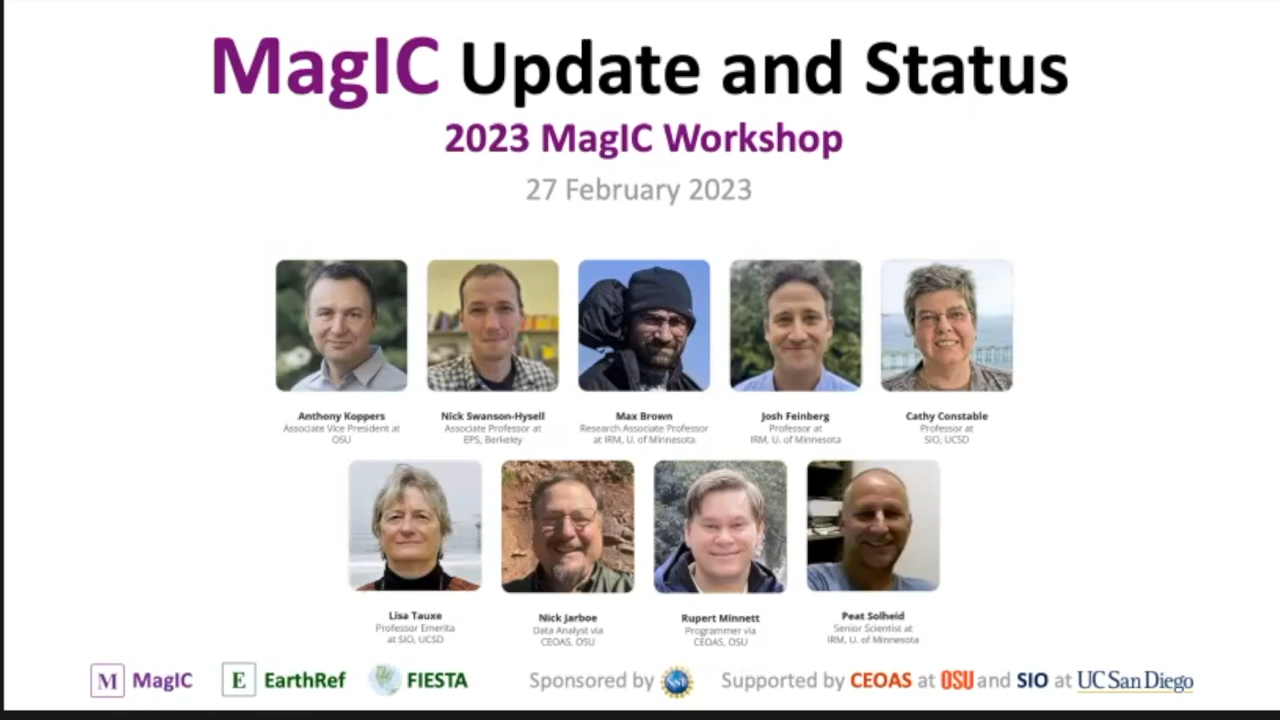 MagIC Update and Status
2023 MagIC Workshop
27 February 2023
Anthony Koppers
Associate Vice President at
OSU
Nick Swanson-Hysell
Associate Professor at
EPS, Berkeley
Max Brown
Research Associate Professor
at IRM, U. of Minnesota
Josh Feinberg
Professor at
IRM, U. of Minnesota
Cathy Constable
Professor at
SIO, UCSD
Lisa Tauxe
Professor Emerita
at SIO, UCSD
Nick Jarboe
Data Analyst via
CEOAS, OSU
Rupert Minnett
Programmer via
CEOAS, OSU
Peat Solheid
Senior Scientist at
IRM, U. of Minnesota
M MagIC E EarthRef FIESTA Sponsored by NSF Supported by CEOAS at OSU and SIO at UC San Diego